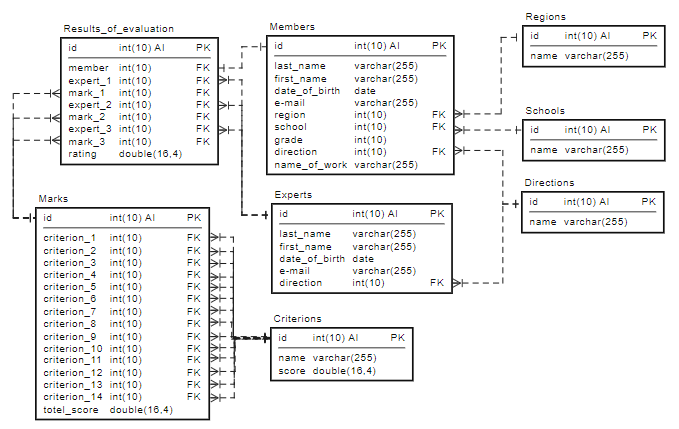 Results_of_evaluation
id int(10) AI PK
member int(10) FK
expert_1 int(10) FK
mark_1 int(10) FK
expert_2 int(10) FK
mark_2 int(10) FK
expert_3 int(10) FK
mark_3 int(10) FK
rating double(16,4)
Members
id int(10) AI PK
last_name varchar(255)
first_name varchar(255)
date_of_birth date
e-mail varchar(255)
region int(10) FK
school int(10) FK
grade int(10)
direction int(10) FK
name_of_work varchar(255)
Regions
id int(10) AI PK
name varchar(255)
Schools
id int(10) AI PK
name varchar(255)
Directions
id int(10) AI PK
name varchar(255)
Marks
id int(10) AI PK
criterion_1 int(10) FK
criterion_2 int(10) FK
criterion_3 int(10) FK
criterion_4 int(10) FK
criterion_5 int(10) FK
criterion_6 int(10) FK
criterion_7 int(10) FK
criterion_8 int(10) FK
criterion_9 int(10) FK
criterion_10 int(10) FK
criterion_11 int(10) FK
criterion_12 int(10) FK
criterion_13 int(10) FK
criterion_14 int(10) FK
total_score double(16,4)
Experts
id int(10) AI PK
last_name varchar(255)
first_name varchar(255)
date_of_birth date
e-mail varchar(255)
direction int(10) FK
Criterions
id int(10) AI PK
name varchar(255)
score double(16,4)